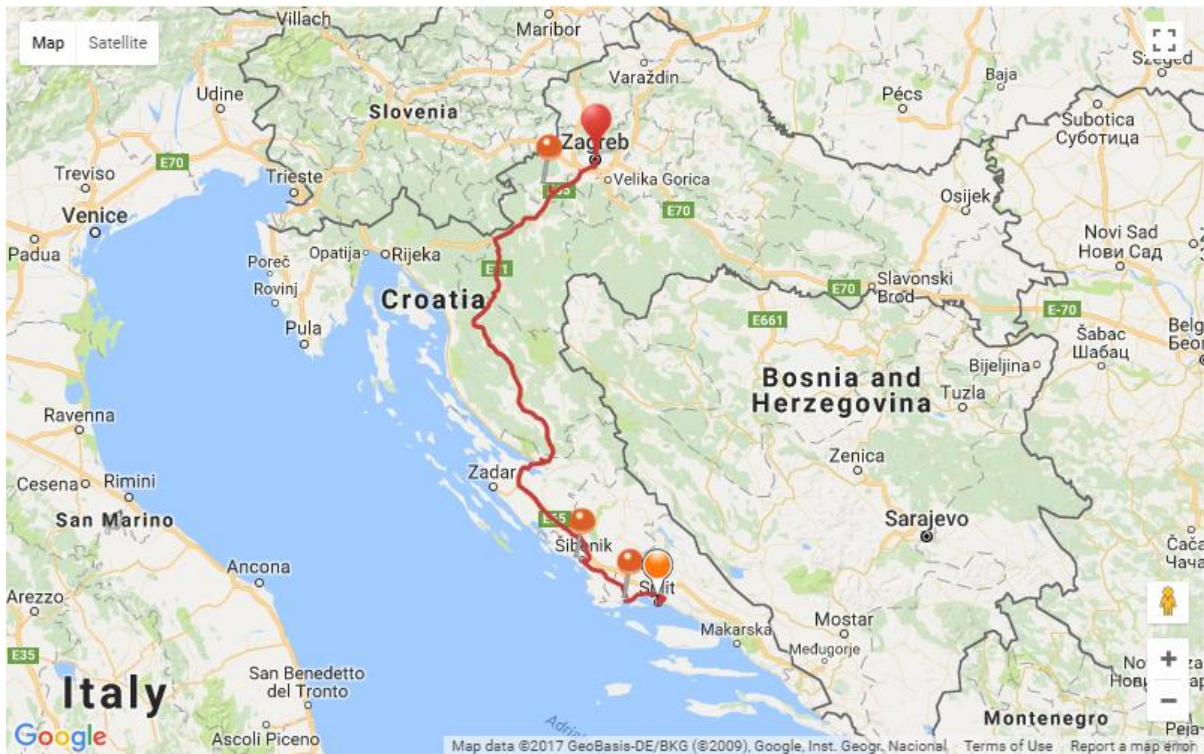 Villach
Maribor
Map Satellite
Szeged
Varaždin
Baja
Udine
Pécs
Slovenia
Subotica
Суботица
Zagreb
E70
Treviso
Trieste
Velika Gorica
Osijek
E70
Venice
Padua
Novi Sad
Нови Сад
Opatija
Rijeka
Poreč
Rovinj
Slavonski
Brod
E70
Croatia
E661
E-70
Pula
Šabac
Шабац
Bijeljina
Bosnia and
Herzegovina
Tuzla
Ravenna
Zenica
Zadar
Cesena
Rimini
San Marino
Sarajevo
Šibenik
Čača
Чача
Ancona
Split
Arezzo
Mostar
Makarska
Međugorje
E35
San Benedetto
del Tronto
Italy
Montenegro
Google
Ascoli Piceno
Map data ©2017 GeoBasis-DE/BKG (©2009), Google, Inst. Geogr. Nacional Terms of Use Report a map erro